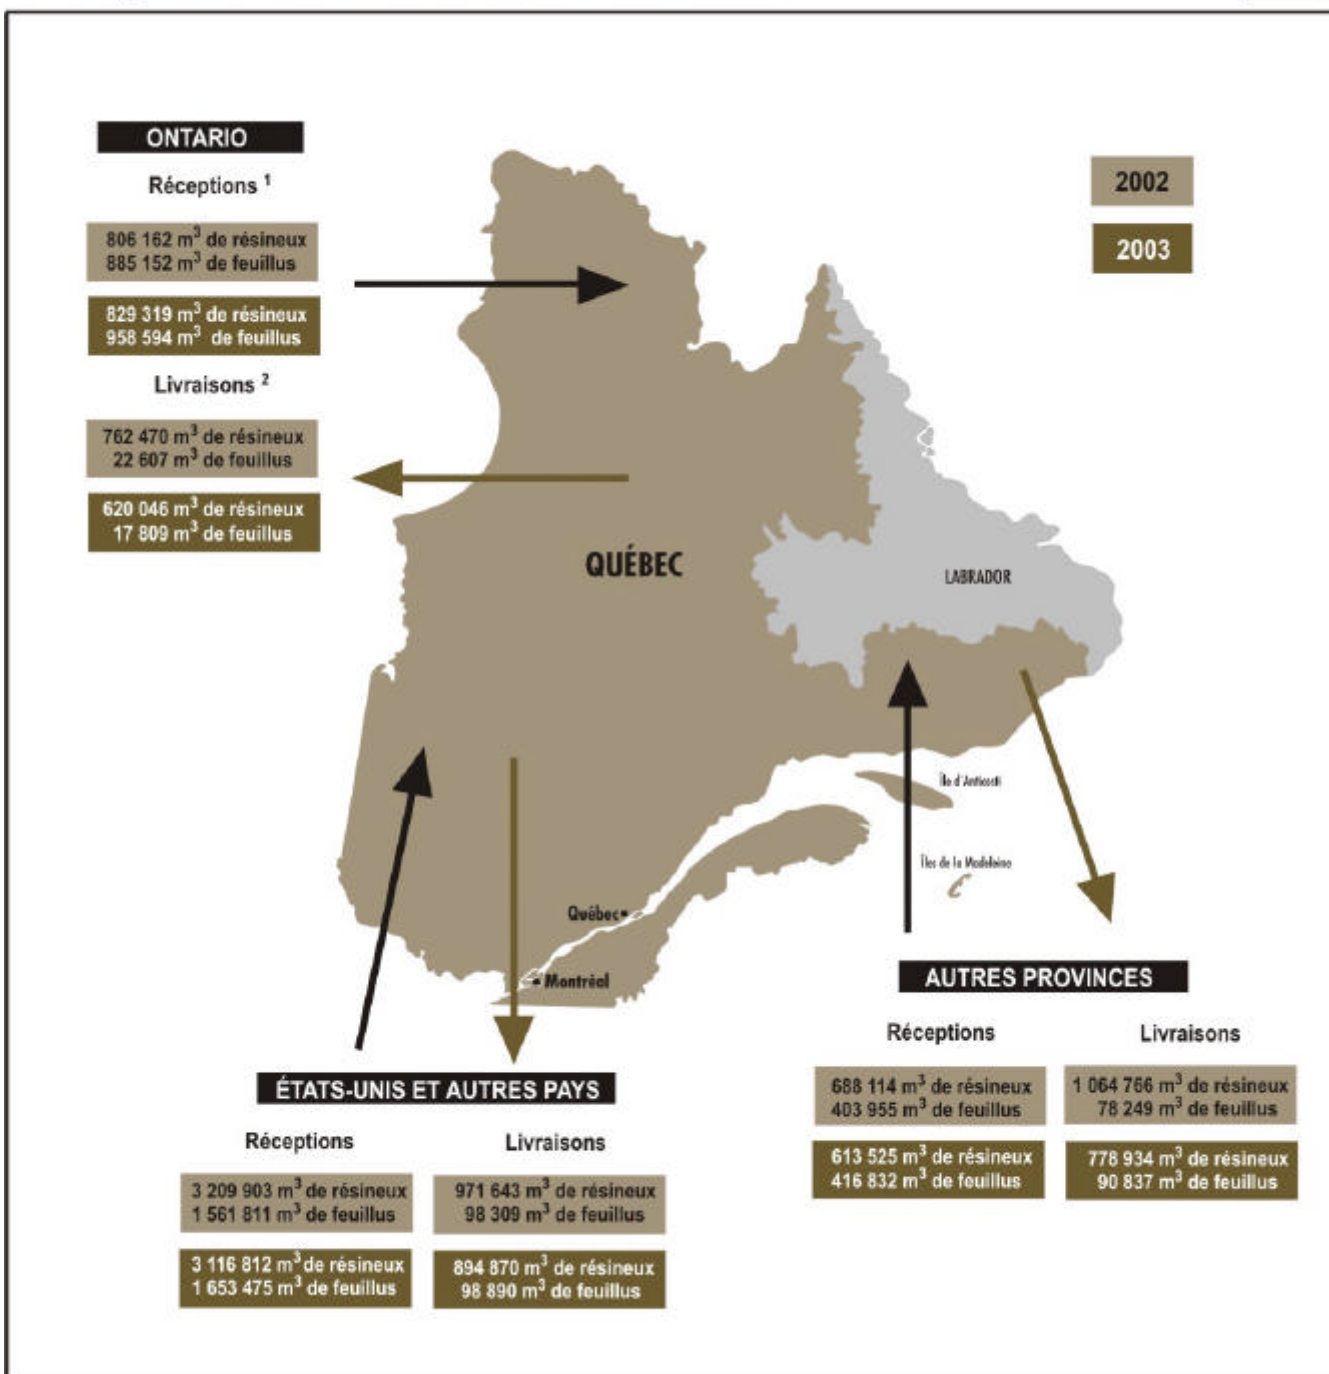 ONTARIO
Réceptions 1
806 162 m3 de résineux
885 152 m3 de feuillus
829 319 m3 de résineux
958 594 m3 de feuillus
Livraisons 2
762 470 m3 de résineux
22 607 m3 de feuillus
620 046 m3 de résineux
17 809 m3 de feuillus
2002
2003
QUÉBEC
LABRADOR
Île d'Anticosti
Îles de la Madeleine
Québec
Montréal
AUTRES PROVINCES
Réceptions
Livraisons
688 114 m3 de résineux
403 955 m3 de feuillus
1 064 766 m3 de résineux
78 249 m3 de feuillus
613 525 m3 de résineux
416 832 m3 de feuillus
778 934 m3 de résineux
90 837 m3 de feuillus
ÉTATS-UNIS ET AUTRES PAYS
Réceptions
Livraisons
3 209 903 m3 de résineux
1 561 811 m3 de feuillus
971 643 m3 de résineux
98 309 m3 de feuillus
3 116 812 m3 de résineux
1 653 475 m3 de feuillus
894 870 m3 de résineux
98 890 m3 de feuillus